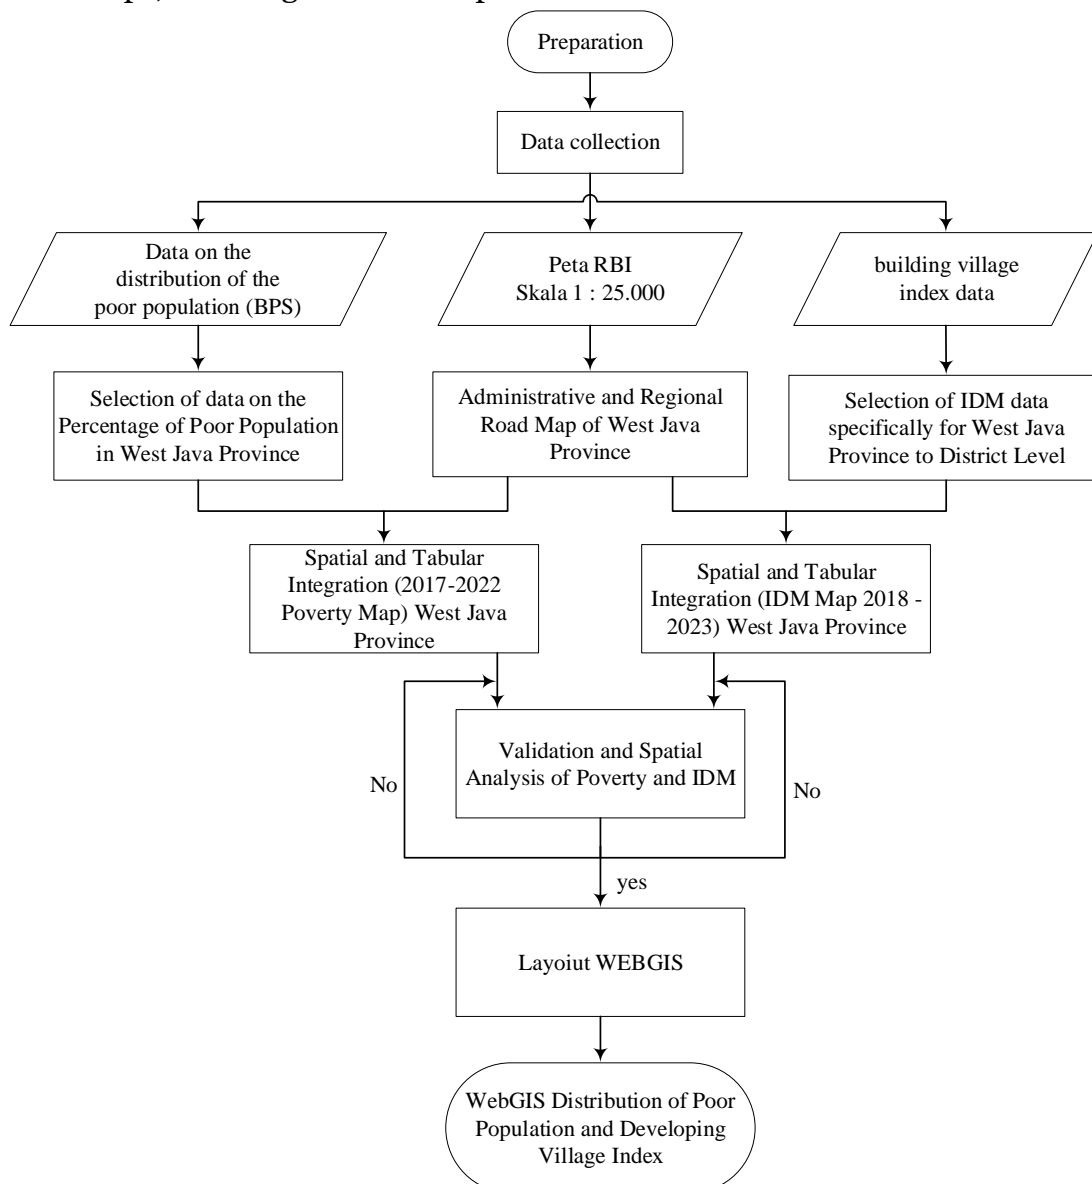 Preparation
Data collection
Data on the
distribution of the
poor population (BPS)
Peta RBI
Skala 1 : 25.000
building village
index data
Selection of data on the
Percentage of Poor Population
in West Java Province
Administrative and Regional
Road Map of West Java
Province
Selection of IDM data
specifically for West Java
Province to District Level
Spatial and Tabular
Integration (2017-2022
Poverty Map) West Java
Province
Spatial and Tabular
Integration (IDM Map 2018 -
2023) West Java Province
Validation and Spatial
Analysis of Poverty and IDM
No
No
yes
Layoiut WEBGIS
WebGIS Distribution of Poor
Population and Developing
Village Index